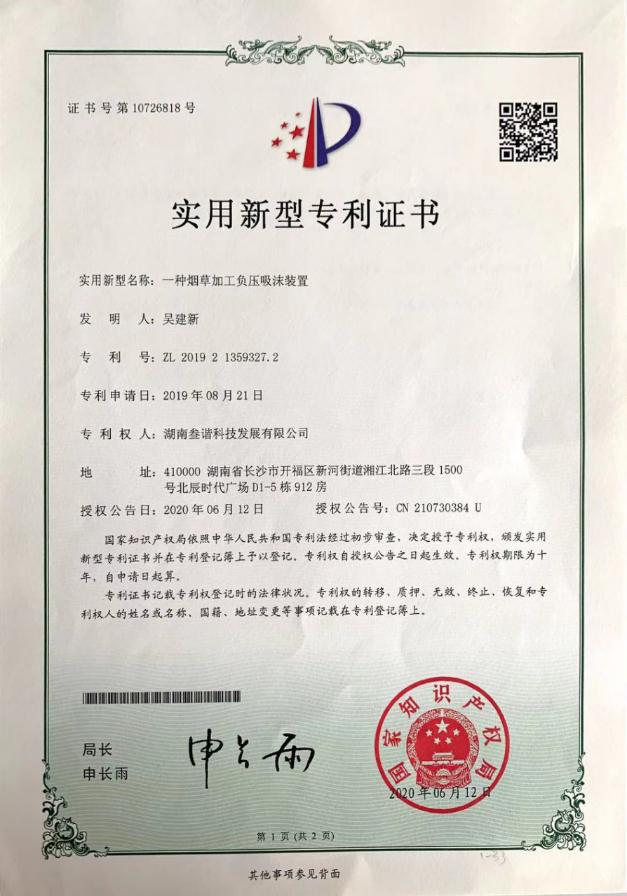 证书号第10726818号
实用新型专利证书
实用新型名称：一种烟草加工负压吸沫装置
发明人：吴建新
专利号：ZL 2019 2 1359327.2
专利申请日：2019年08月21日
专利权人：湖南叁谐科技发展有限公司
地址：410000 湖南省长沙市开福区新河街道湘江北路三段1500
号北辰时代广场D1-5栋912房
授权公告日：2020年06月12日 授权公告号：CN 210730384 U
国家知识产权局依照中华人民共和国专利法经过初步审查，决定授予专利权，颁发实用
新型专利证书并在专利登记簿上予以登记。专利权自授权公告之日起生效。专利权期限为十
年，自申请日起算。
专利证书记载专利权登记时的法律状况。专利权的转移、质押、无效、终止、恢复和专
利权人的姓名或名称、国籍、地址变更等事项记载在专利登记簿上。
局长
申长雨
申长雨
国家知识产权局
2020年06月12日
第 1 页 (共 2 页)
1-33
其他事项参见背面